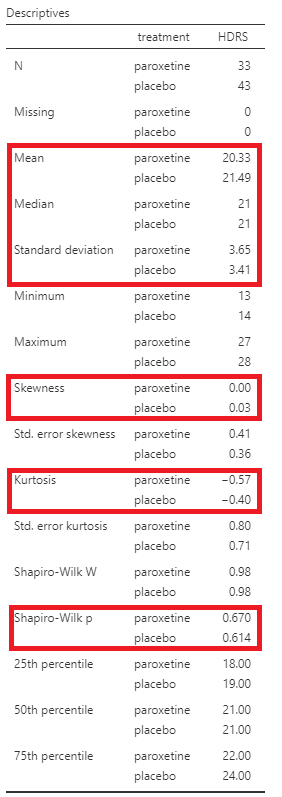 Descriptives
treatment HDRS
N paroxetine 33
placebo 43
Missing paroxetine 0
placebo 0
Mean paroxetine 20.33
placebo 21.49
Median paroxetine 21
placebo 21
Standard deviation paroxetine 3.65
placebo 3.41
Minimum paroxetine 13
placebo 14
Maximum paroxetine 27
placebo 28
Skewness paroxetine 0.00
placebo 0.03
Std. error skewness paroxetine 0.41
placebo 0.36
Kurtosis paroxetine −0.57
placebo −0.40
Std. error kurtosis paroxetine 0.80
placebo 0.71
Shapiro-Wilk W paroxetine 0.98
placebo 0.98
Shapiro-Wilk p paroxetine 0.670
placebo 0.614
25th percentile paroxetine 18.00
placebo 19.00
50th percentile paroxetine 21.00
placebo 21.00
75th percentile paroxetine 22.00
placebo 24.00